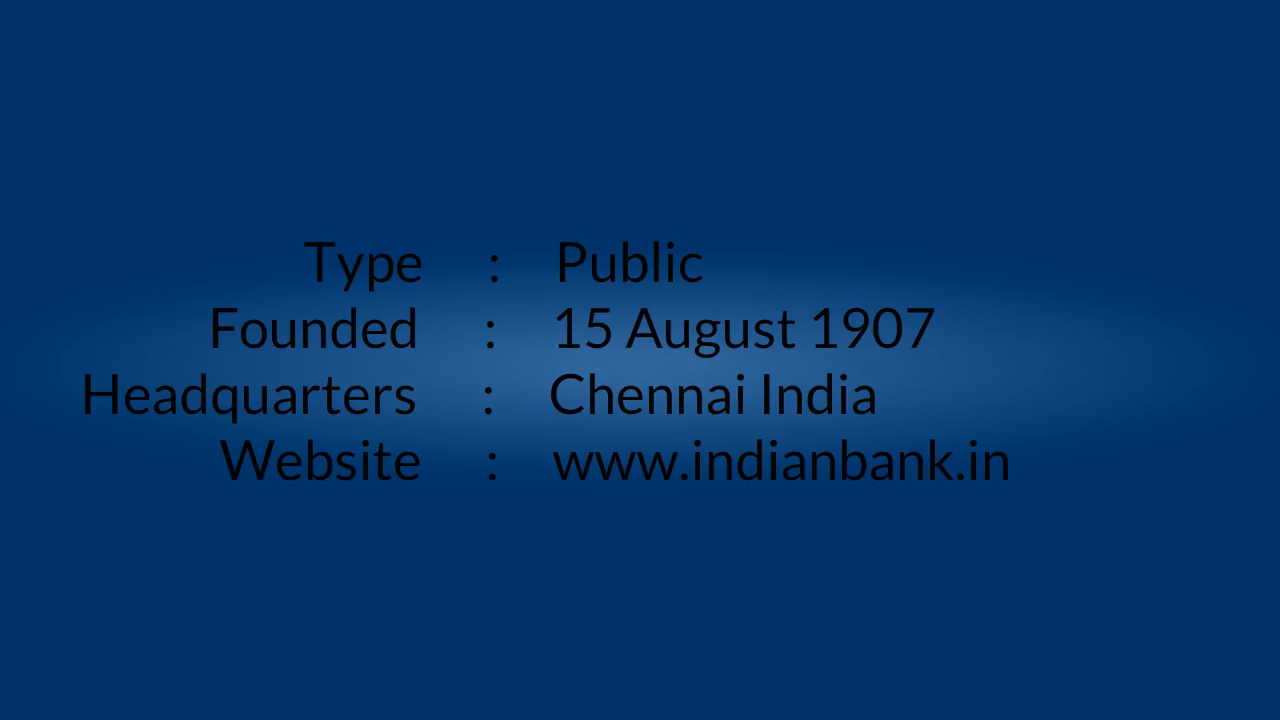 Type : Public
Founded : 15 August 1907
Headquarters : Chennai India
Website : www.indianbank.in